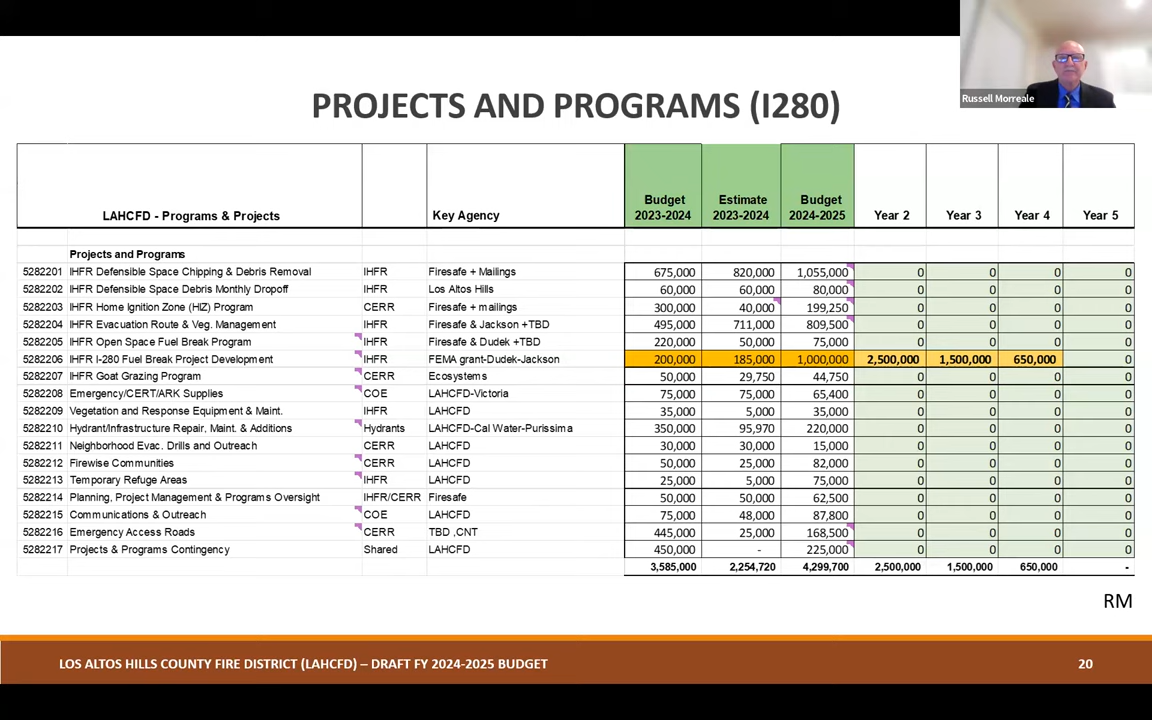 Russell Morreale
PROJECTS AND PROGRAMS (I280)
LAHCFD - Programs & Projects Key Agency Budget 2023-2024 Estimate 2023-2024 Budget 2024-2025 Year 2 Year 3 Year 4 Year 5
Projects and Programs
5282201 IHFR Defensible Space Chipping & Debris Removal IHFR Firesafe + Mailings 675,000 820,000 1,055,000 0 0 0 0
5282202 IHFR Defensible Space Debris Monthly Dropoff IHFR Los Altos Hills 60,000 60,000 80,000 0 0 0 0
5282203 IHFR Home Ignition Zone (HIZ) Program CERR Firesafe + mailings 300,000 40,000 199,250 0 0 0 0
5282204 IHFR Evacuation Route & Veg. Management IHFR Firesafe & Jackson +TBD 495,000 711,000 809,500 0 0 0 0
5282205 IHFR Open Space Fuel Break Program IHFR Firesafe & Dudek +TBD 220,000 50,000 75,000 0 0 0 0
5282206 IHFR I-280 Fuel Break Project Development IHFR FEMA grant-Dudek-Jackson 200,000 185,000 1,000,000 2,500,000 1,500,000 650,000 0
5282207 IHFR Goat Grazing Program CERR Ecosystems 50,000 29,750 44,750 0 0 0 0
5282208 Emergency/CERT/ARK Supplies COE LAHCFD-Victoria 75,000 75,000 65,400 0 0 0 0
5282209 Vegetation and Response Equipment & Maint. IHFR LAHCFD 35,000 5,000 35,000 0 0 0 0
5282210 Hydrant/Infrastructure Repair, Maint. & Additions Hydrants LAHCFD-Cal Water-Purissima 350,000 95,970 220,000 0 0 0 0
5282211 Neighborhood Evac. Drills and Outreach CERR LAHCFD 30,000 30,000 15,000 0 0 0 0
5282212 Firewise Communities CERR LAHCFD 50,000 25,000 82,000 0 0 0 0
5282213 Temporary Refuge Areas IHFR LAHCFD 25,000 5,000 75,000 0 0 0 0
5282214 Planning, Project Management & Programs Oversight IHFR/CERR Firesafe 50,000 50,000 62,500 0 0 0 0
5282215 Communications & Outreach COE LAHCFD 75,000 48,000 87,800 0 0 0 0
5282216 Emergency Access Roads CERR TBD ,CNT 445,000 25,000 168,500 0 0 0 0
5282217 Projects & Programs Contingency Shared LAHCFD 450,000 - 225,000 0 0 0 0
3,585,000 2,254,720 4,299,700 2,500,000 1,500,000 650,000 -
RM
LOS ALTOS HILLS COUNTY FIRE DISTRICT (LAHCFD) – DRAFT FY 2024-2025 BUDGET 20